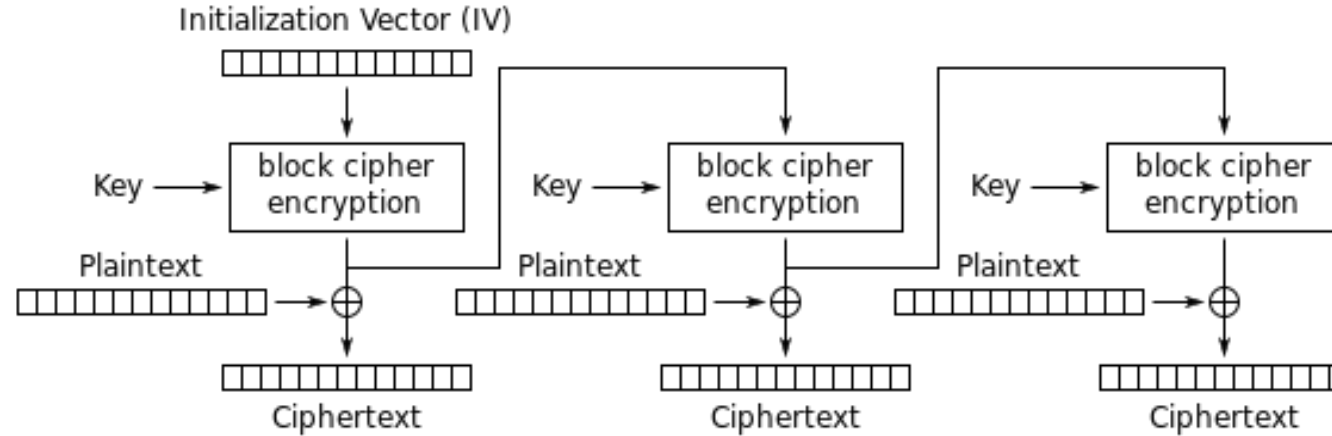 Initialization Vector (IV)
block cipher
encryption
Key
Plaintext
Ciphertext
block cipher
encryption
Key
Plaintext
Ciphertext
block cipher
encryption
Key
Plaintext
Ciphertext